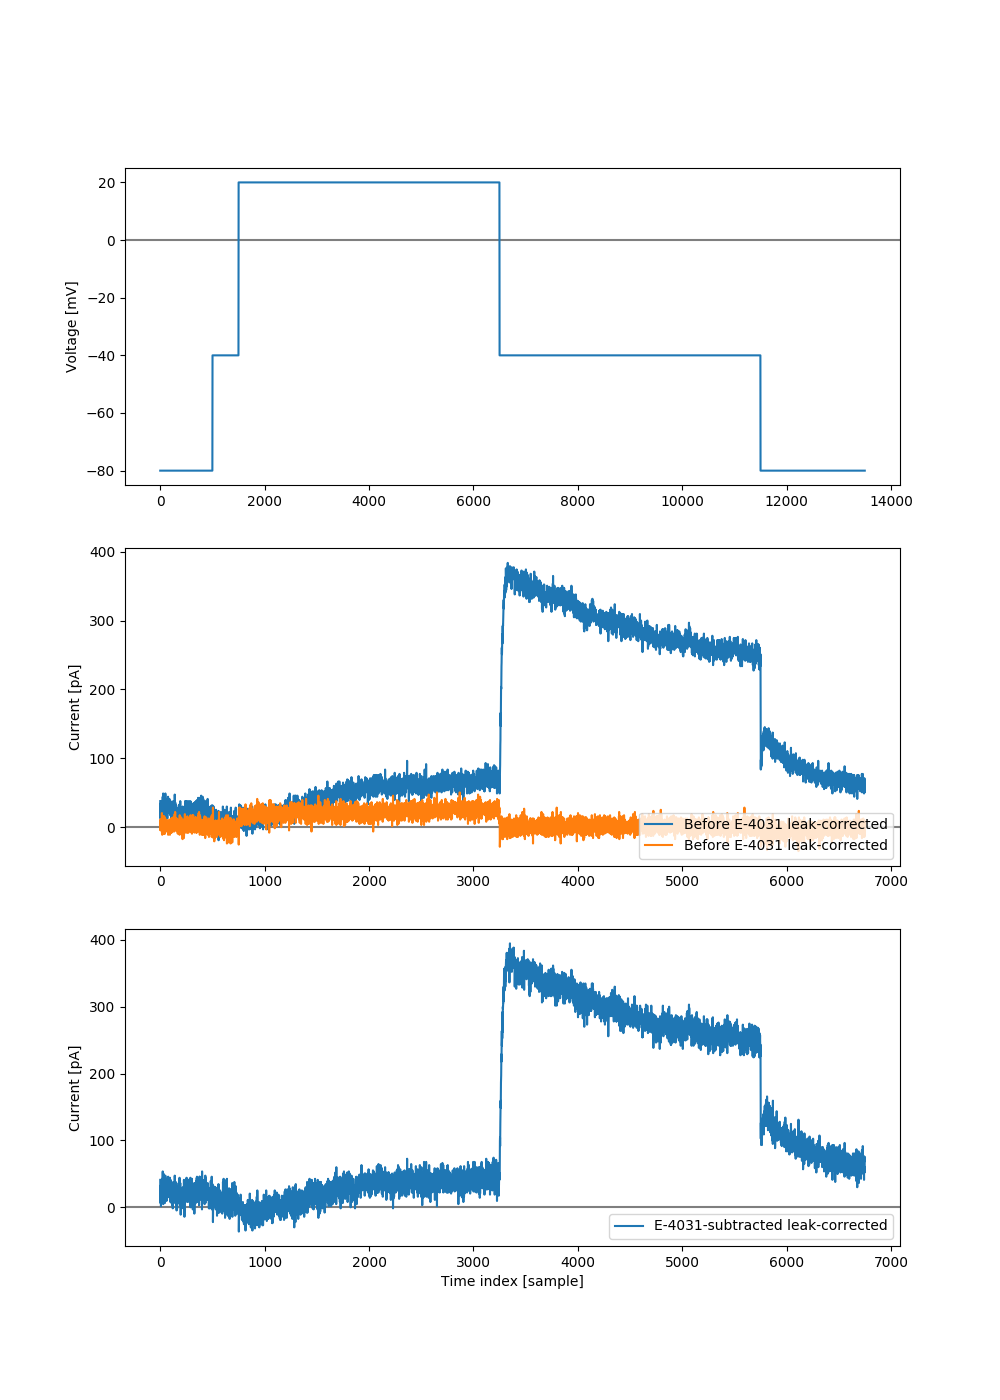 20
0
−20
−40
−60
−80
Voltage [mV]
0 2000 4000 6000 8000 10000 12000 14000
400
300
200
100
0
Current [pA]
Before E-4031 leak-corrected
Before E-4031 leak-corrected
0 1000 2000 3000 4000 5000 6000 7000
400
300
200
100
0
Current [pA]
E-4031-subtracted leak-corrected
0 1000 2000 3000 4000 5000 6000 7000
Time index [sample]